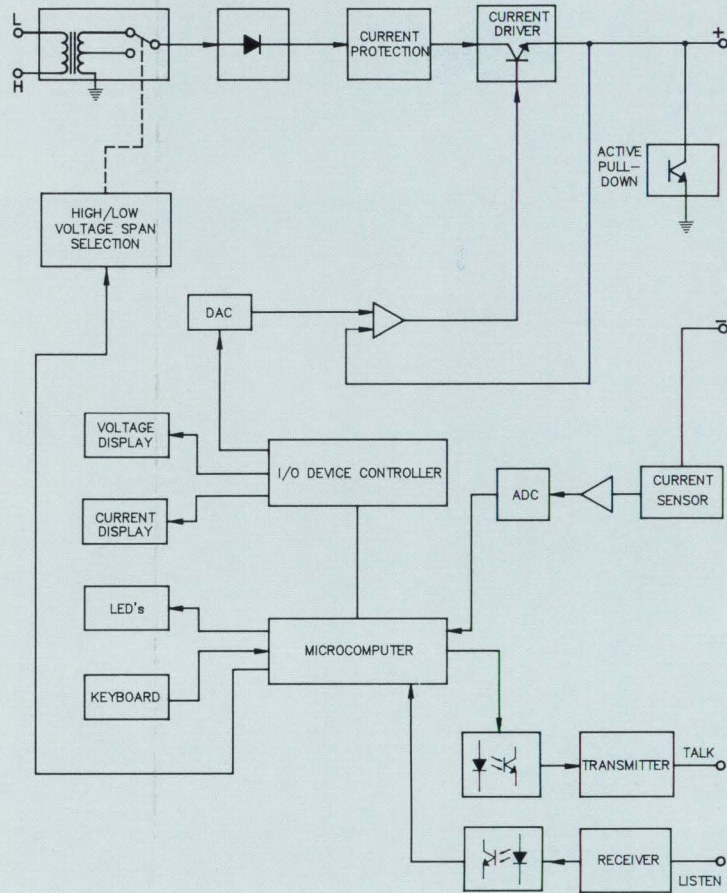 L
H
CURRENT
PROTECTION
CURRENT
DRIVER
+
ACTIVE
PULL–
DOWN
HIGH/LOW
VOLTAGE SPAN
SELECTION
DAC
–
VOLTAGE
DISPLAY
I/O DEVICE CONTROLLER
CURRENT
DISPLAY
ADC
CURRENT
SENSOR
LED's
MICROCOMPUTER
KEYBOARD
TRANSMITTER
TALK
RECEIVER
LISTEN